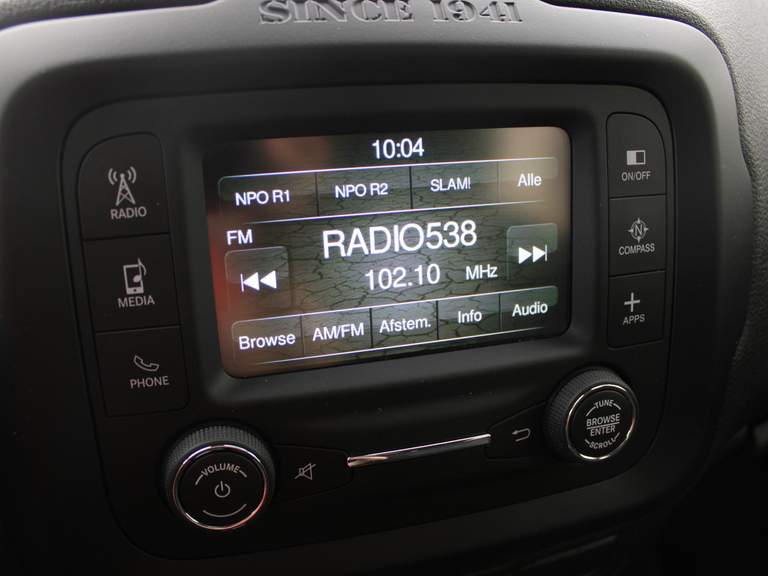 SINCE 1941
10:04
NPO R1 NPO R2 SLAM! Alle
FM
RADIO538
102.10 MHz
Browse AM/FM Afstem. Info Audio
RADIO
MEDIA
PHONE
ON/OFF
N
COMPASS
APPS
VOLUME
TUNE
BROWSE
ENTER
SCROLL